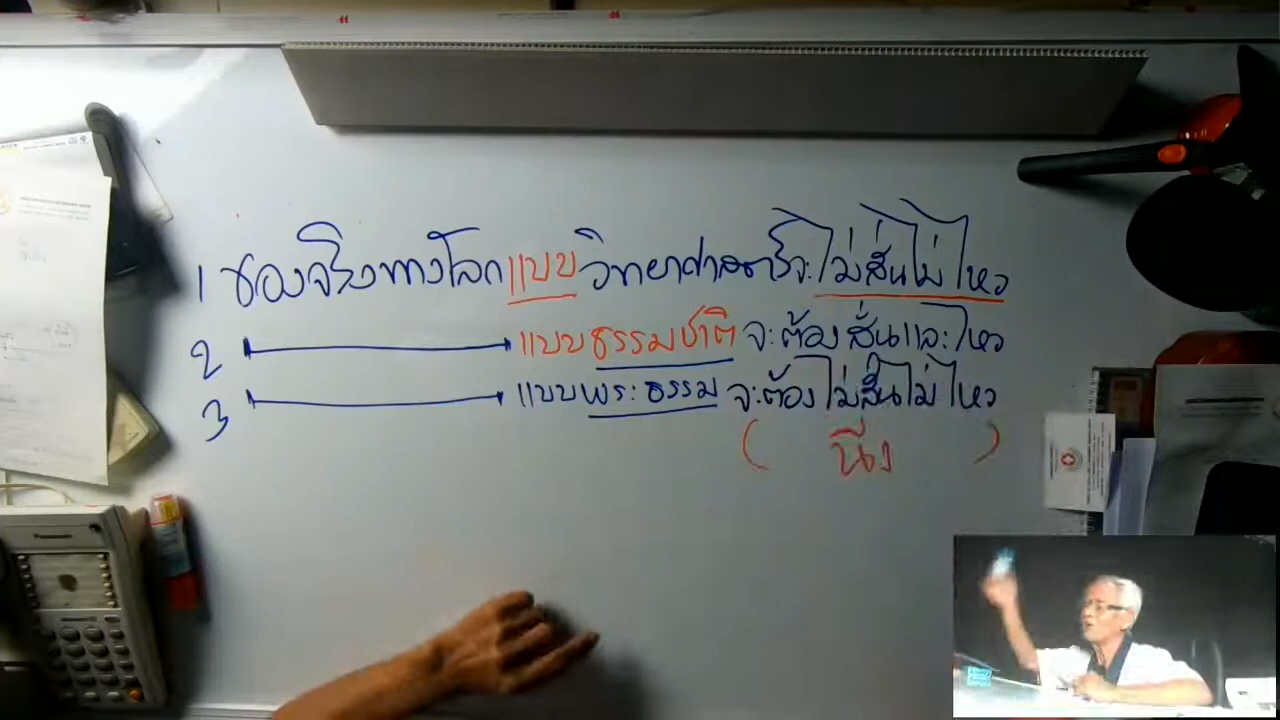 1 ของจริงทางโลกแบบวิทยาศาสตร์จะไม่สั่นไม่ไหว
2 แบบธรรมชาติ จะต้องสั่นและไหว
3 แบบพระธรรม จะต้องไม่สั่นไม่ไหว
( นิ่ง )
Panasonic